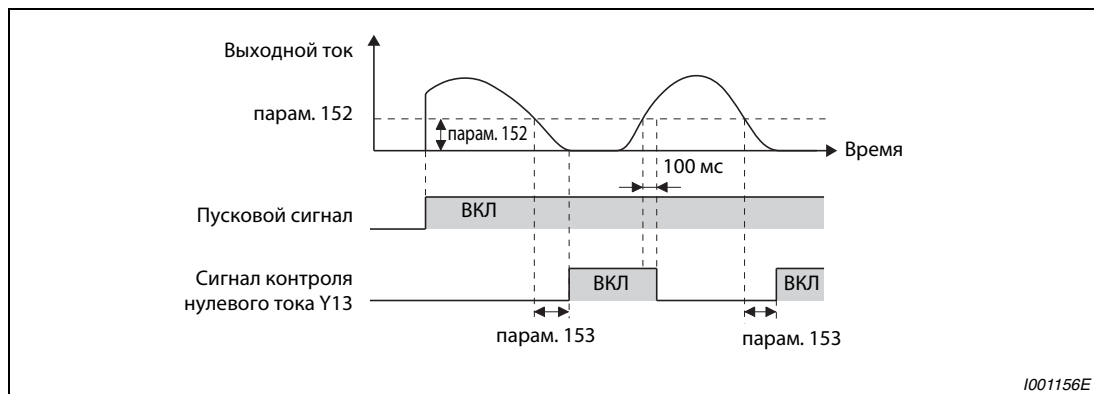 Выходной ток
парам. 152
парам. 152
Время
100 мс
Пусковой сигнал
ВКЛ
Сигнал контроля
нулевого тока Y13
ВКЛ
ВКЛ
парам. 153
парам. 153
I001156E